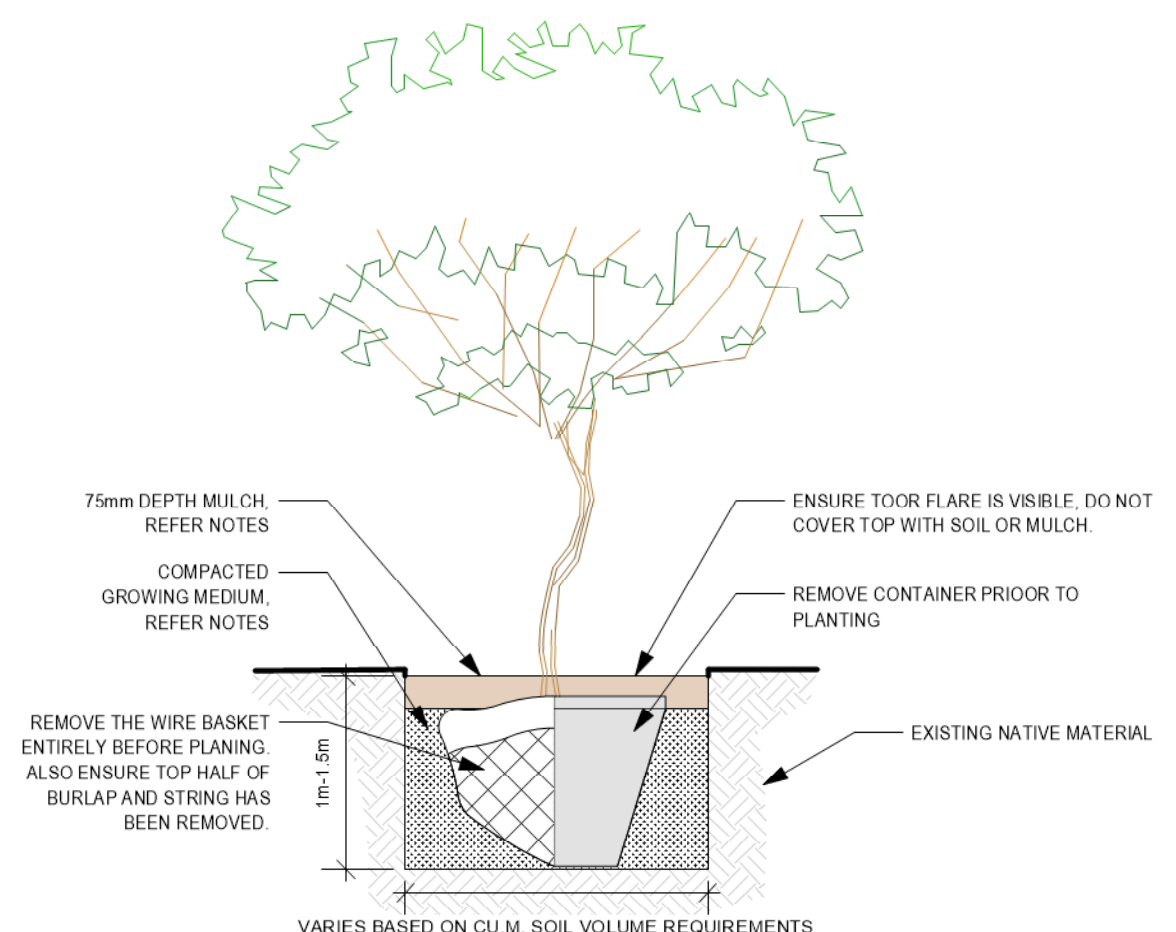 75mm DEPTH MULCH,
REFER NOTES
COMPACTED
GROWING MEDIUM,
REFER NOTES
REMOVE THE WIRE BASKET
ENTIRELY BEFORE PLANING.
ALSO ENSURE TOP HALF OF
BURLAP AND STRING HAS
BEEN REMOVED.
1m-1.5m
ENSURE TOOR FLARE IS VISIBLE, DO NOT
COVER TOP WITH SOIL OR MULCH.
REMOVE CONTAINER PRIOOR TO
PLANTING
EXISTING NATIVE MATERIAL
VARIES BASED ON CU.M. SOIL VOLUME REQUIREMENTS